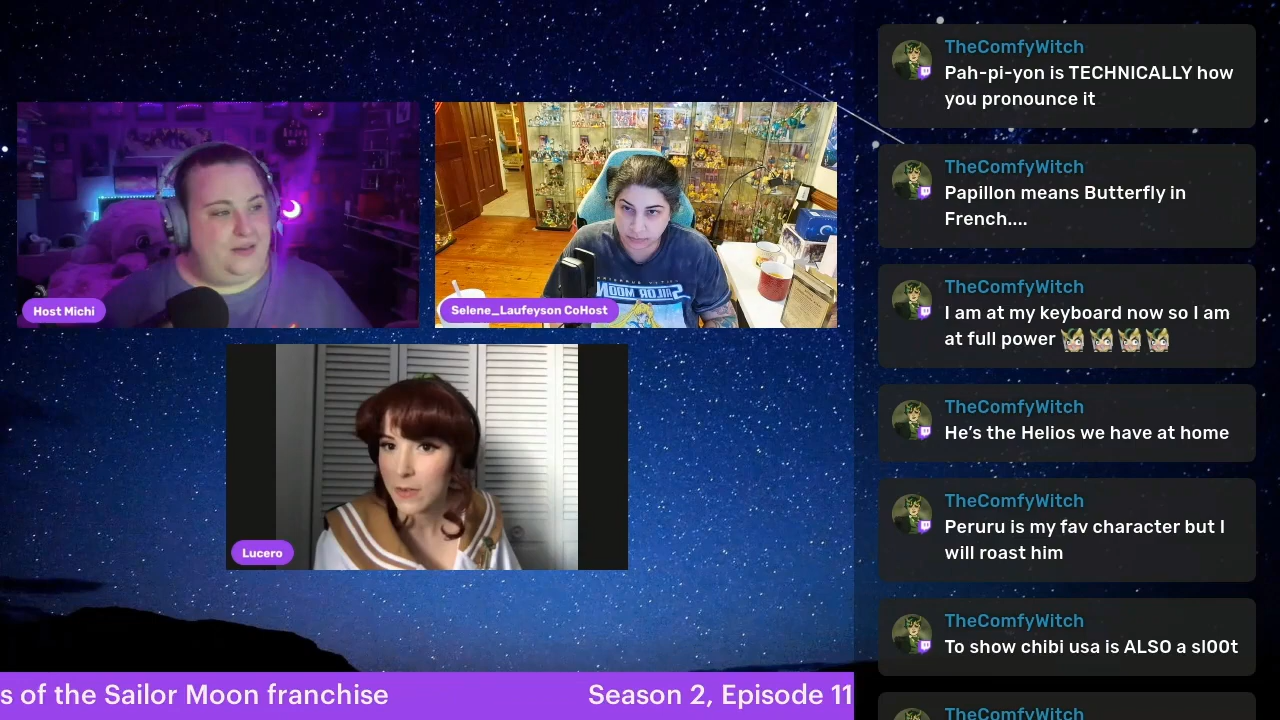 TheComfyWitch
Pah-pi-yon is TECHNICALLY how
you pronounce it
TheComfyWitch
Papillon means Butterfly in
French....
TheComfyWitch
I am at my keyboard now so I am
at full power
TheComfyWitch
He's the Helios we have at home
TheComfyWitch
Peruru is my fav character but I
will roast him
TheComfyWitch
To show chibi usa is ALSO a sl00t
TheComfyWitch
Host Michi
Selene_Laufeyson CoHost
SAILOR MOON
Lucero
s of the Sailor Moon franchise
Season 2, Episode 11